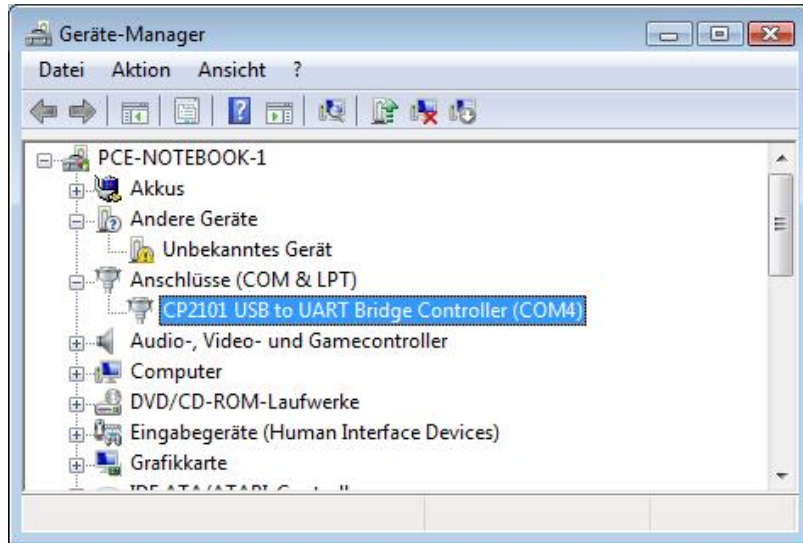 Geräte-Manager
Datei Aktion Ansicht ?
PCE-NOTEBOOK-1
Akkus
Andere Geräte
Unbekanntes Gerät
Anschlüsse (COM & LPT)
CP2101 USB to UART Bridge Controller (COM4)
Audio-, Video- und Gamecontroller
Computer
DVD/CD-ROM-Laufwerke
Eingabegeräte (Human Interface Devices)
Grafikkarte